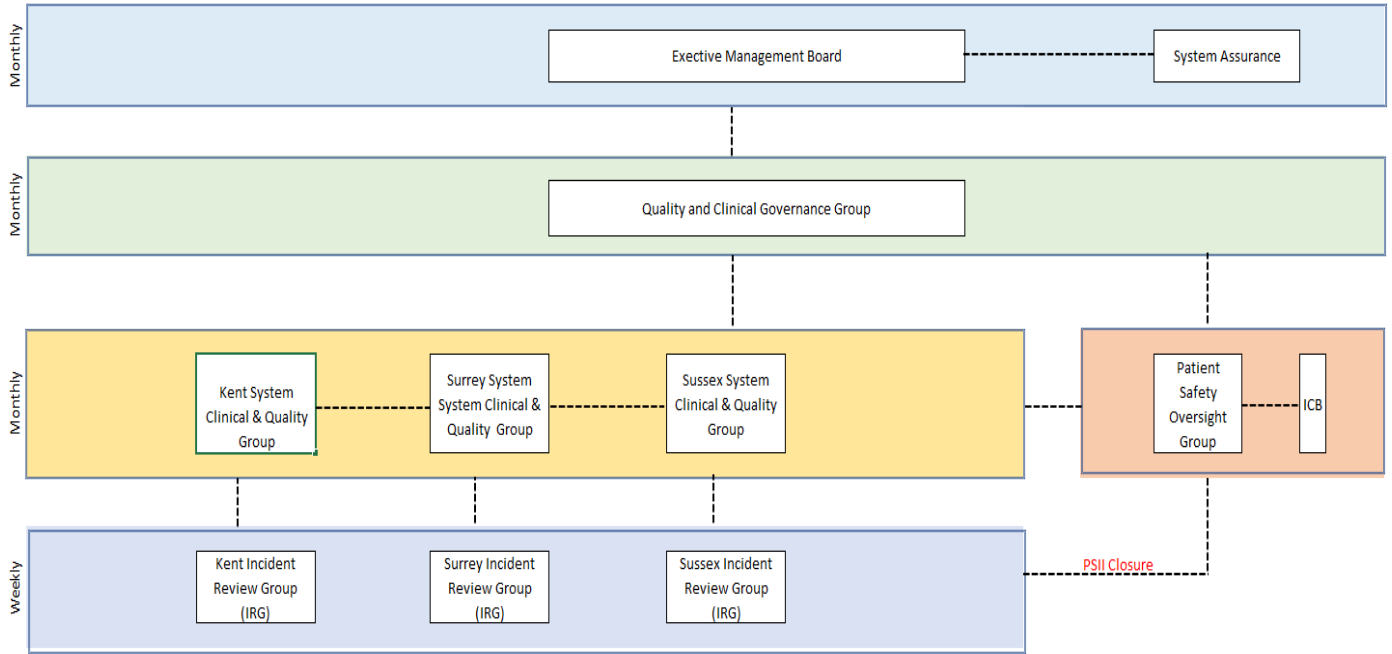 Monthly
Exective Management Board
System Assurance
Monthly
Quality and Clinical Governance Group
Monthly
Kent System
Clinical & Quality
Group
Surrey System
System Clinical &
Quality Group
Sussex System
Clinical & Quality
Group
Patient
Safety
Oversight
Group
ICB
Weekly
Kent Incident
Review Group
(IRG)
Surrey Incident
Review Group
(IRG)
Sussex Incident
Review Group
(IRG)
PSII Closure